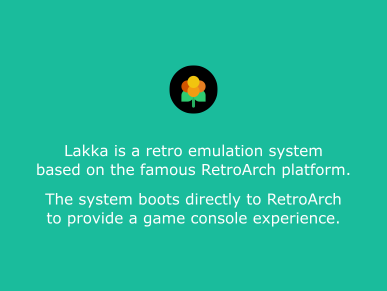 Lakka is a retro emulation system
based on the famous RetroArch platform.
The system boots directly to RetroArch
to provide a game console experience.